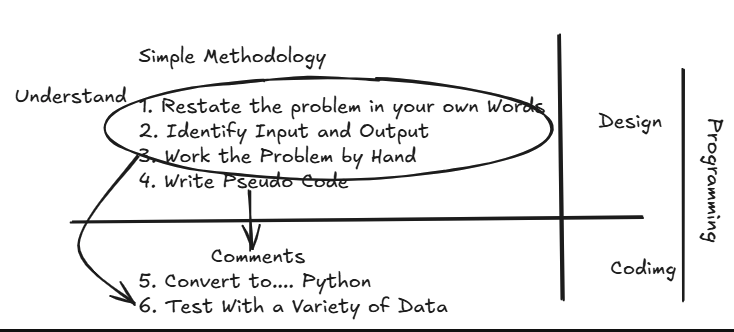 Simple Methodology
Understand
1. Restate the problem in your own Words
2. Identify Input and Output
3. Work the Problem by Hand
4. Write Pseudo Code
Design
Programming
Comments
5. Convert to.... Python
6. Test With a Variety of Data
Codimg